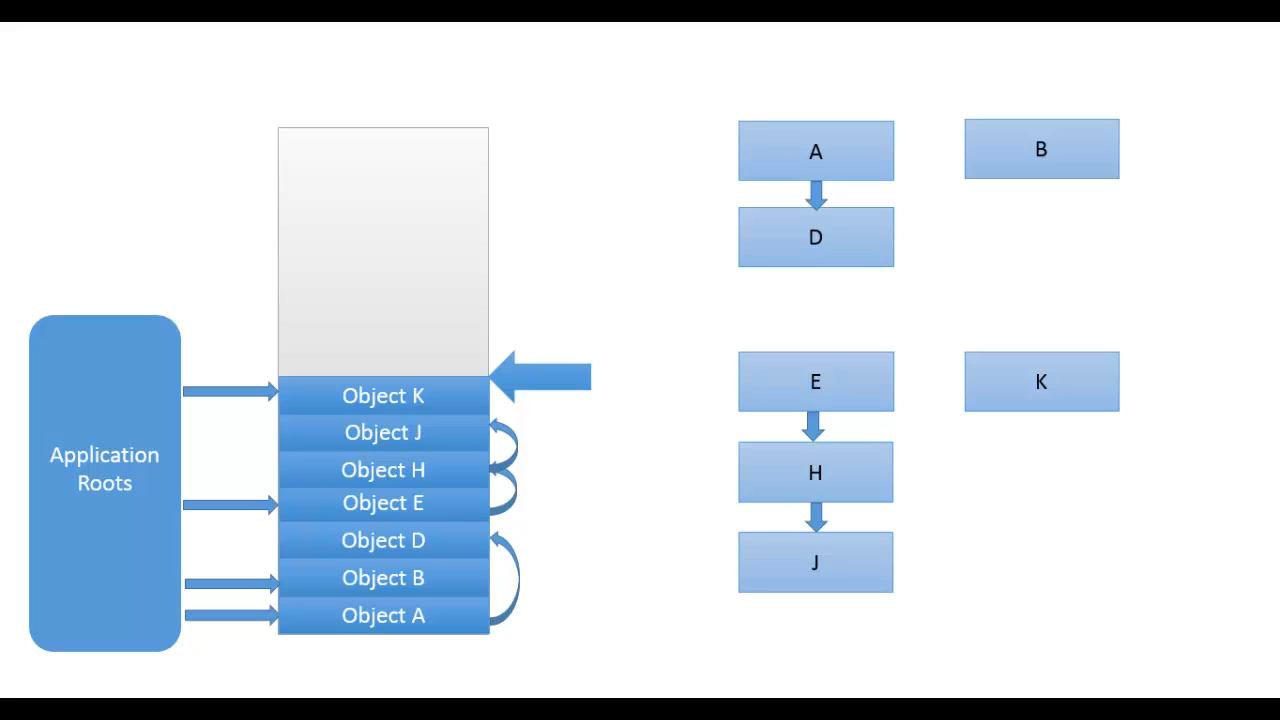 Application
Roots
Object K
Object J
Object H
Object E
Object D
Object B
Object A
A
B
D
E
K
H
J